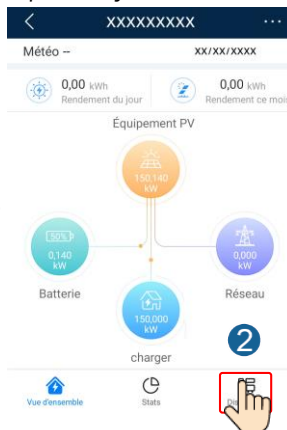 XXXXXXXXX
Météo --
XX/XX/XXXX
0,00 kWh
Rendement du jour
0,00 kWh
Rendement ce moi
Équipement PV
150,140
kW
50%
0,140
kW
0,000
kW
Batterie
Réseau
150,000
kW
charger
2
Vue d'ensemble
Stats